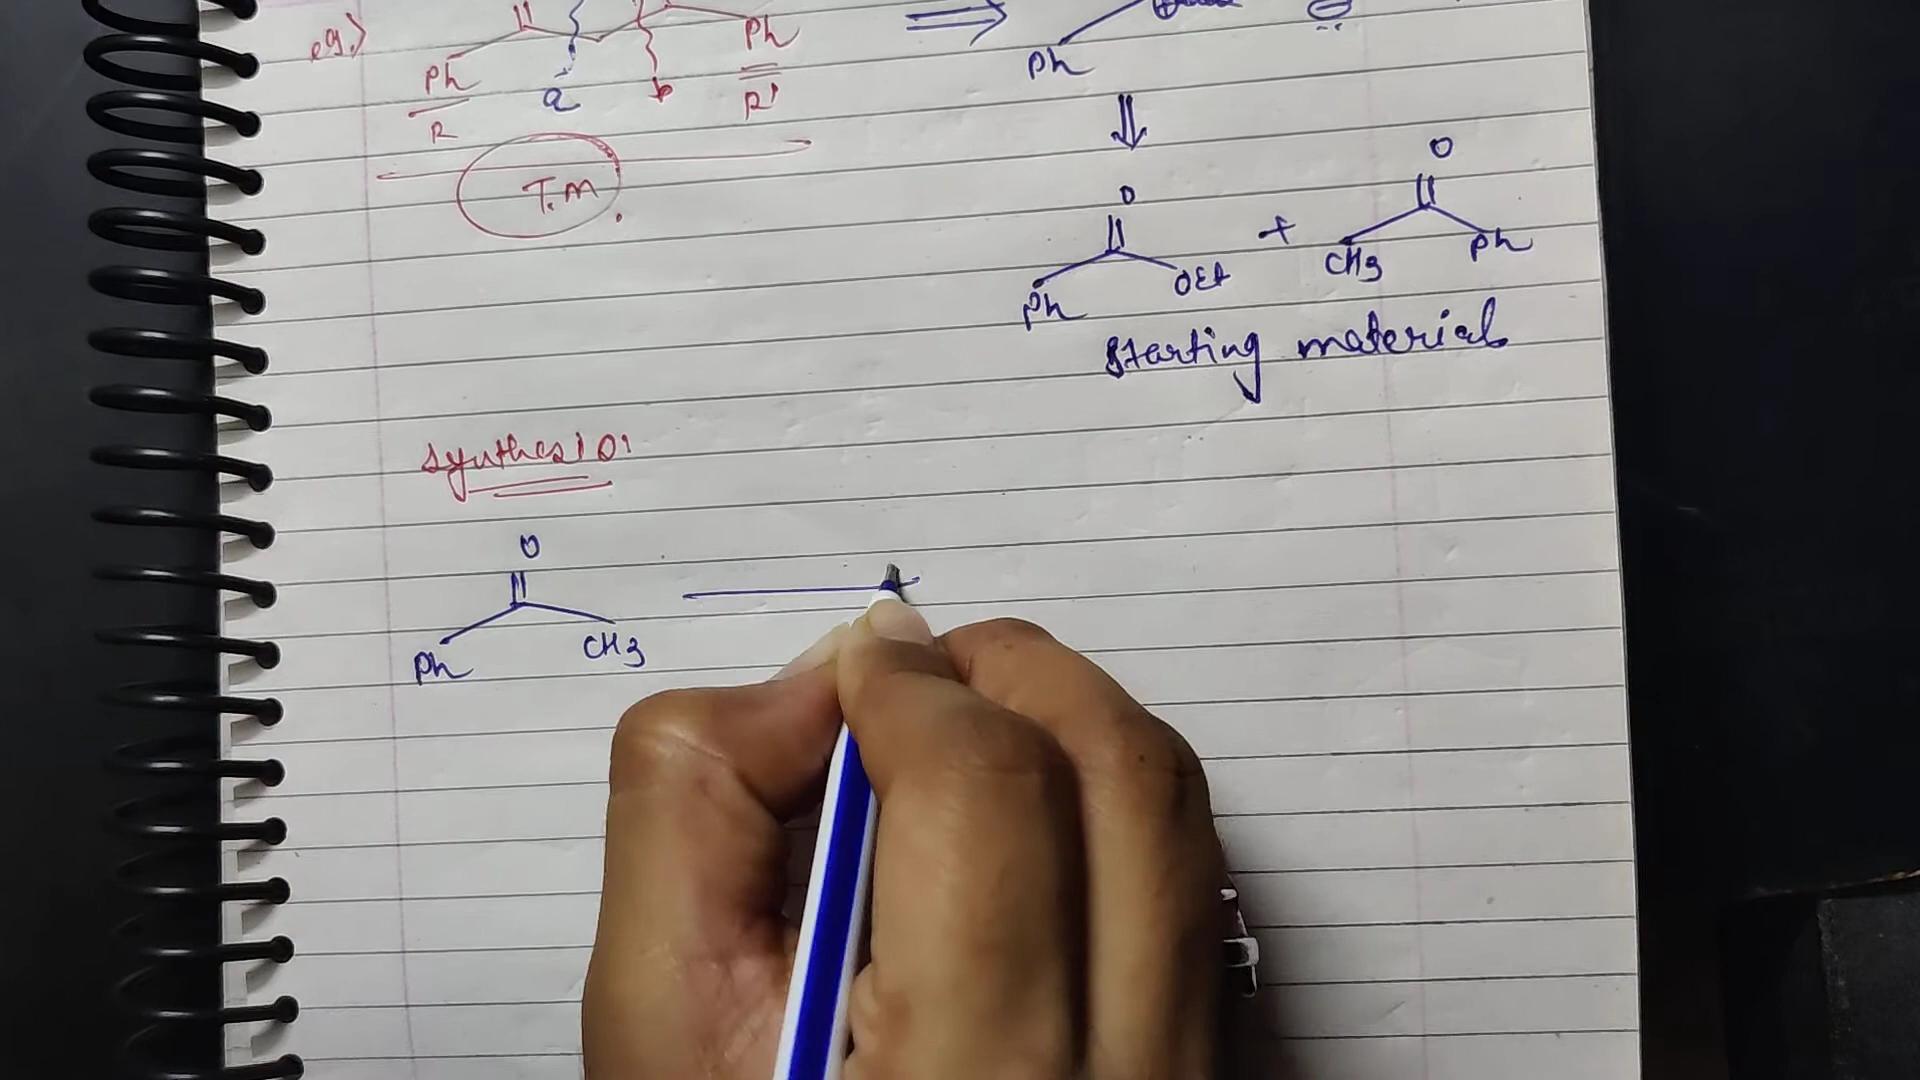 eg.)
Ph
Ph
a
b
R
R'
T.M.
Ph
O
O
Ph
OEt
+
CH3
Ph
Starting material
Synthesis:
O
Ph
CH3